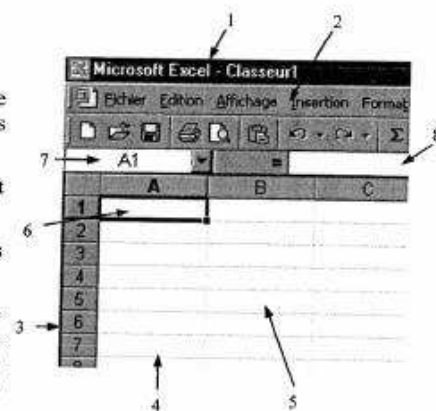 1
2
Microsoft Excel - Classeur1
Fichier Edition Affichage Insertion Format
Σ
7 A1 = 8
A B C
1
6
2
3
4
5
3 6
7
8
4 5
e
s
t
s